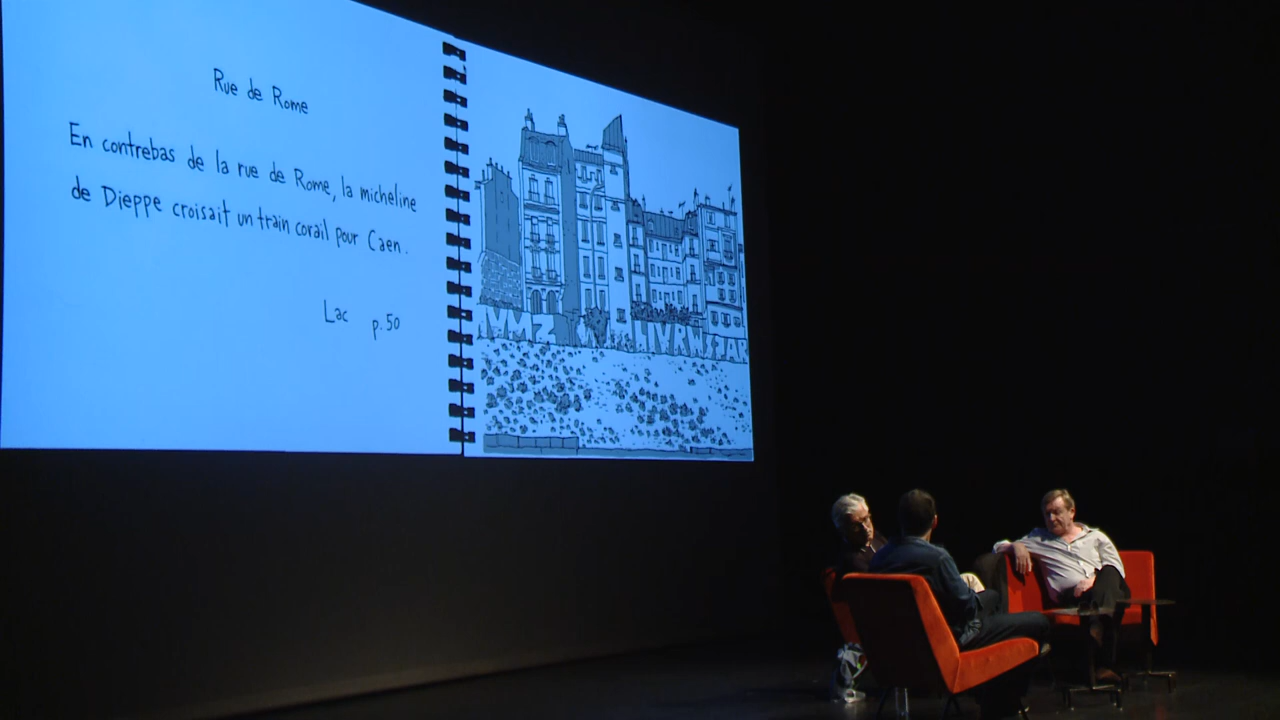 Rue de Rome
En contrebas de la rue de Rome, la micheline
de Dieppe croisait un train corail pour Caen.
Lac p.50